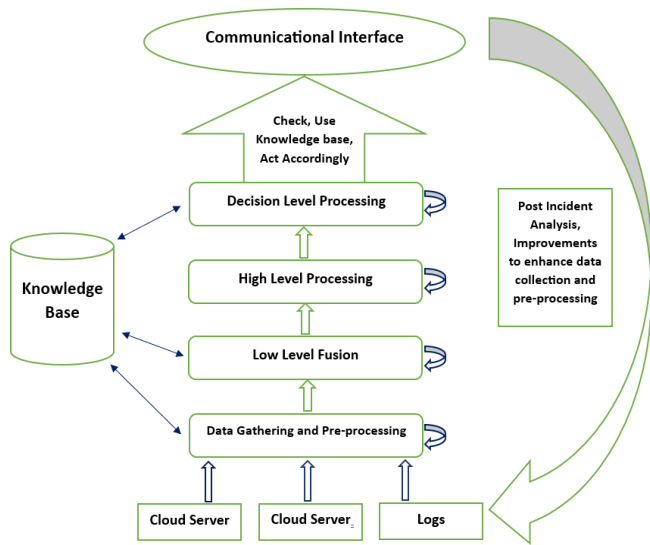 Communicational Interface
Check, Use
Knowledge base,
Act Accordingly
Decision Level Processing
Post Incident
Analysis,
Improvements
to enhance data
collection and
pre-processing
High Level Processing
Knowledge
Base
Low Level Fusion
Data Gathering and Pre-processing
Cloud Server
Cloud Server
Logs